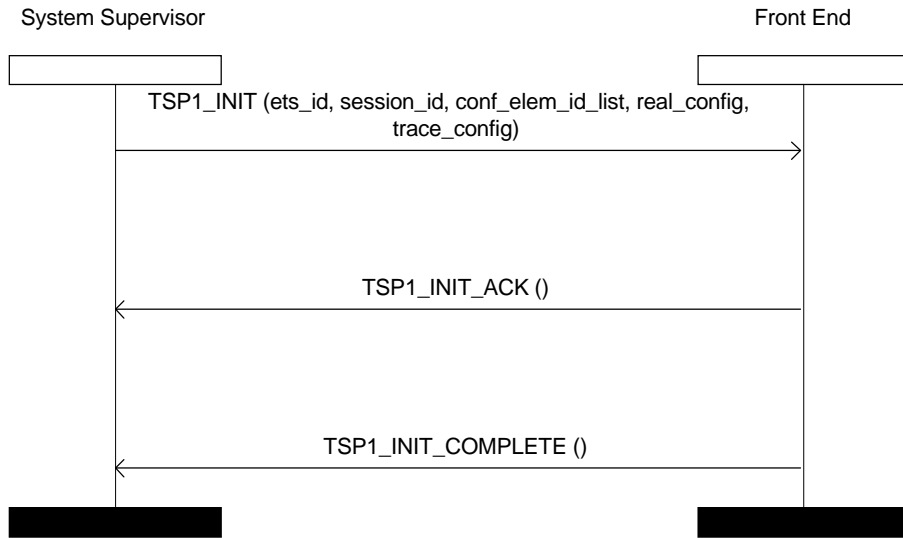 System Supervisor
Front End
TSP1_INIT (ets_id, session_id, conf_elem_id_list, real_config,
trace_config)
TSP1_INIT_ACK ()
TSP1_INIT_COMPLETE ()